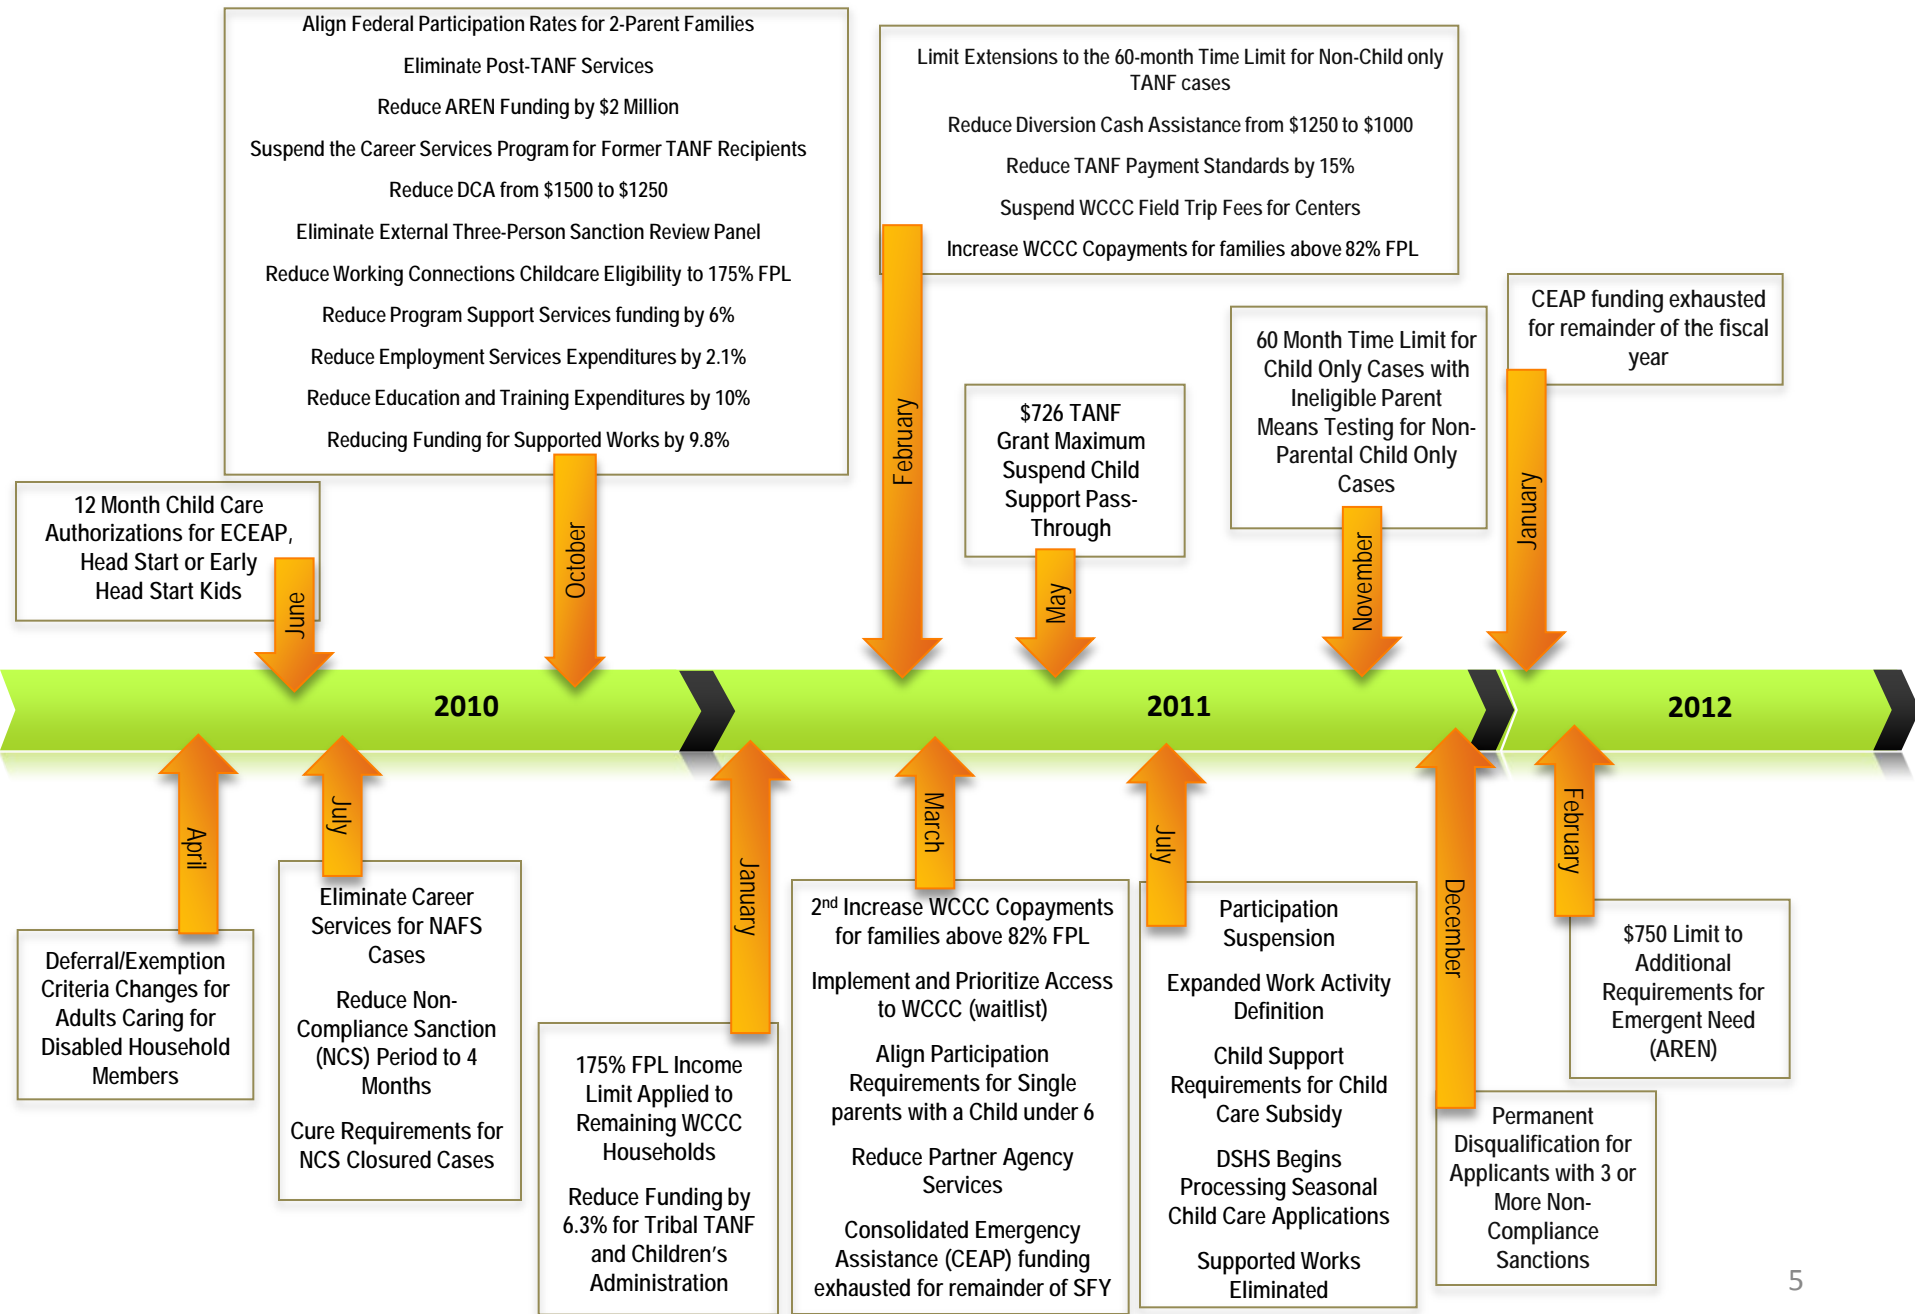 Align Federal Participation Rates for 2-Parent Families
Eliminate Post-TANF Services
Reduce AREN Funding by $2 Million
Suspend the Career Services Program for Former TANF Recipients
Reduce DCA from $1500 to $1250
Eliminate External Three-Person Sanction Review Panel
Reduce Working Connections Childcare Eligibility to 175% FPL
Reduce Program Support Services funding by 6%
Reduce Employment Services Expenditures by 2.1%
Reduce Education and Training Expenditures by 10%
Reducing Funding for Supported Works by 9.8%
October
Limit Extensions to the 60-month Time Limit for Non-Child only
TANF cases
Reduce Diversion Cash Assistance from $1250 to $1000
Reduce TANF Payment Standards by 15%
Suspend WCCC Field Trip Fees for Centers
Increase WCCC Copayments for families above 82% FPL
February
CEAP funding exhausted
for remainder of the fiscal
year
January
60 Month Time Limit for
Child Only Cases with
Ineligible Parent
Means Testing for Non-
Parental Child Only
Cases
November
$726 TANF
Grant Maximum
Suspend Child
Support Pass-
Through
May
12 Month Child Care
Authorizations for ECEAP,
Head Start or Early
Head Start Kids
June
2010
2011
2012
April
Deferral/Exemption
Criteria Changes for
Adults Caring for
Disabled Household
Members
July
Eliminate Career
Services for NAFS
Cases
Reduce Non-
Compliance Sanction
(NCS) Period to 4
Months
Cure Requirements for
NCS Closured Cases
January
175% FPL Income
Limit Applied to
Remaining WCCC
Households
Reduce Funding by
6.3% for Tribal TANF
and Children's
Administration
March
2nd Increase WCCC Copayments
for families above 82% FPL
Implement and Prioritize Access
to WCCC (waitlist)
Align Participation
Requirements for Single
parents with a Child under 6
Reduce Partner Agency
Services
Consolidated Emergency
Assistance (CEAP) funding
exhausted for remainder of SFY
July
Participation
Suspension
Expanded Work Activity
Definition
Child Support
Requirements for Child
Care Subsidy
DSHS Begins
Processing Seasonal
Child Care Applications
Supported Works
Eliminated
December
Permanent
Disqualification for
Applicants with 3 or
More Non-
Compliance
Sanctions
February
$750 Limit to
Additional
Requirements for
Emergent Need
(AREN)
5